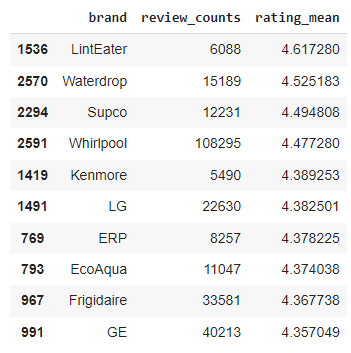 brand review_counts rating_mean
1536 LintEater 6088 4.617280
2570 Waterdrop 15189 4.525183
2294 Supco 12231 4.494808
2591 Whirlpool 108295 4.477280
1419 Kenmore 5490 4.389253
1491 LG 22630 4.382501
769 ERP 8257 4.378225
793 EcoAqua 11047 4.374038
967 Frigidaire 33581 4.367738
991 GE 40213 4.357049